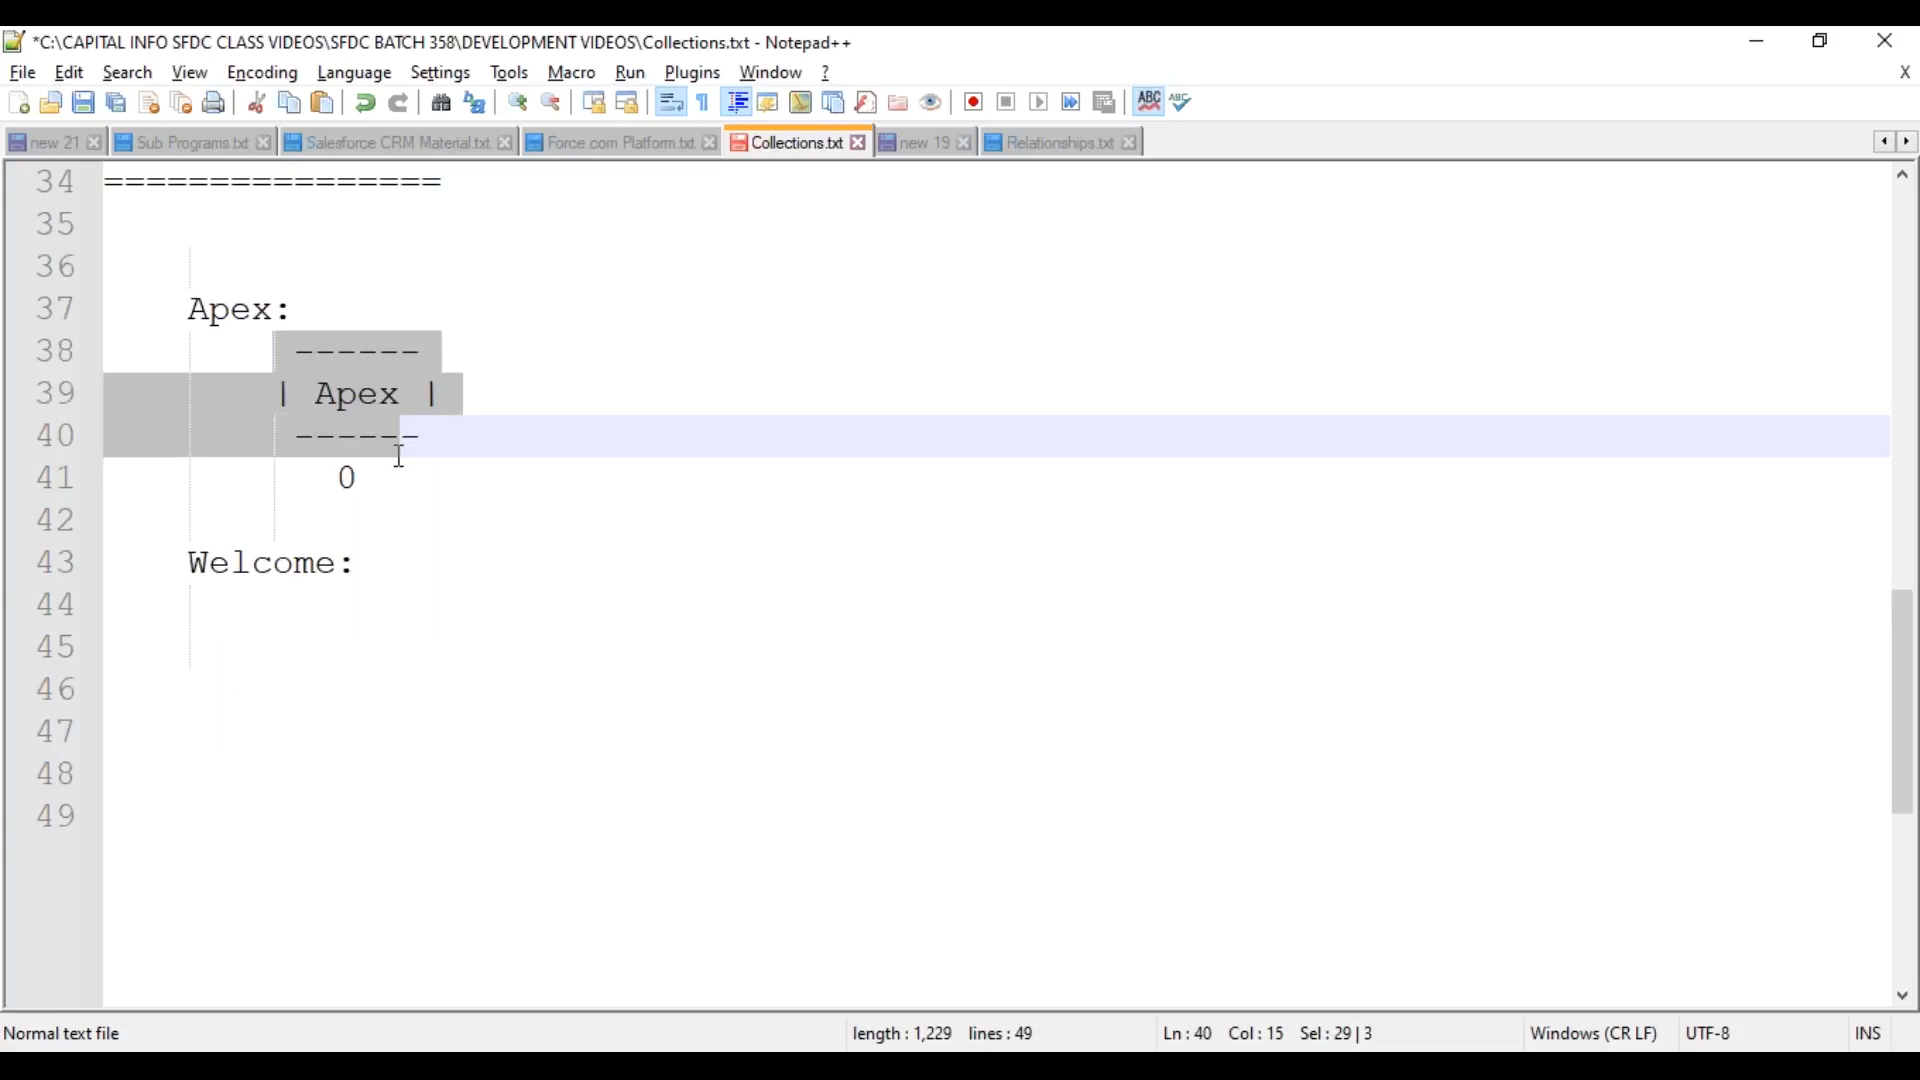 *C:\CAPITAL INFO SFDC CLASS VIDEOS\SFDC BATCH 358\DEVELOPMENT VIDEOS\Collections.txt - Notepad++
File Edit Search View Encoding Language Settings Tools Macro Run Plugins Window ? X
new 21 Sub Programs.txt Salesforce CRM Material.txt Force.com Platform.txt Collections.txt new 19 Relationships.txt
34 ================
35
36
37 Apex:
38 ------
39 | Apex |
40 ------
41 0
42
43 Welcome:
44
45
46
47
48
49
Normal text file length : 1,229 lines : 49 Ln : 40 Col : 15 Sel : 29 | 3 Windows (CR LF) UTF-8 INS